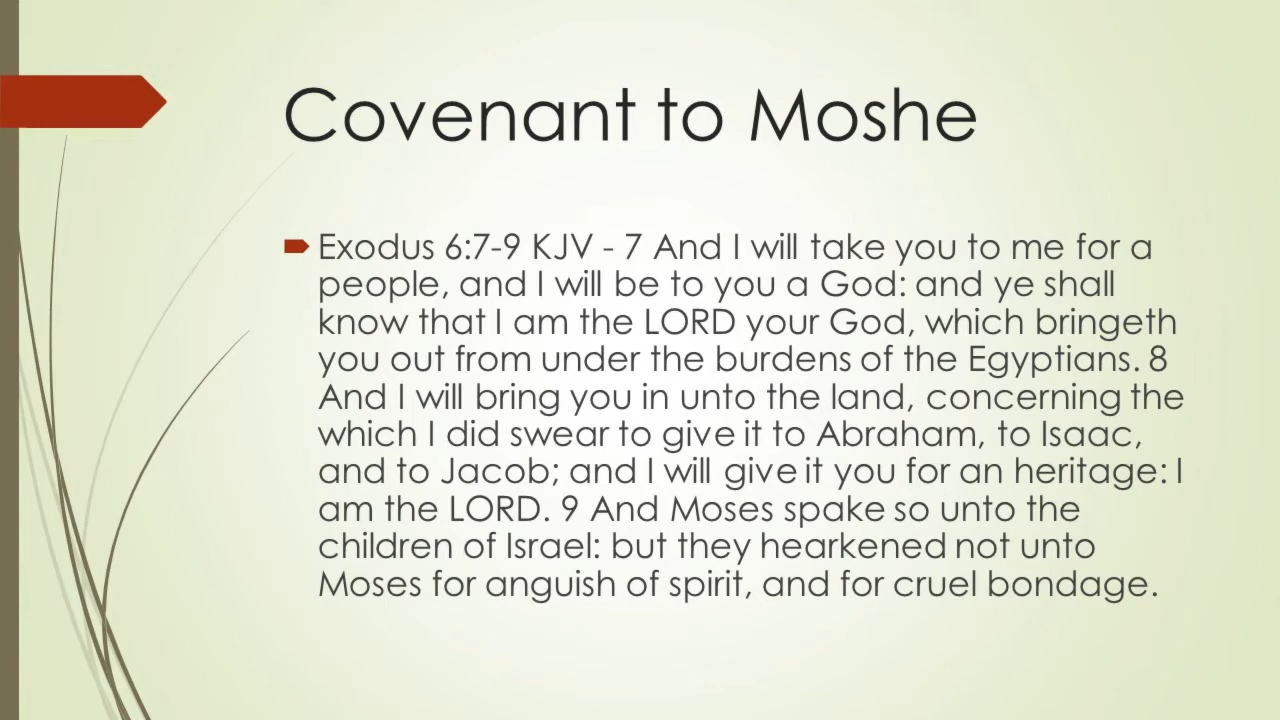 Covenant to Moshe
Exodus 6:7-9 KJV - 7 And I will take you to me for a
people, and I will be to you a God: and ye shall
know that I am the LORD your God, which bringeth
you out from under the burdens of the Egyptians. 8
And I will bring you in unto the land, concerning the
which I did swear to give it to Abraham, to Isaac,
and to Jacob; and I will give it you for an heritage: I
am the LORD. 9 And Moses spake so unto the
children of Israel: but they hearkened not unto
Moses for anguish of spirit, and for cruel bondage.